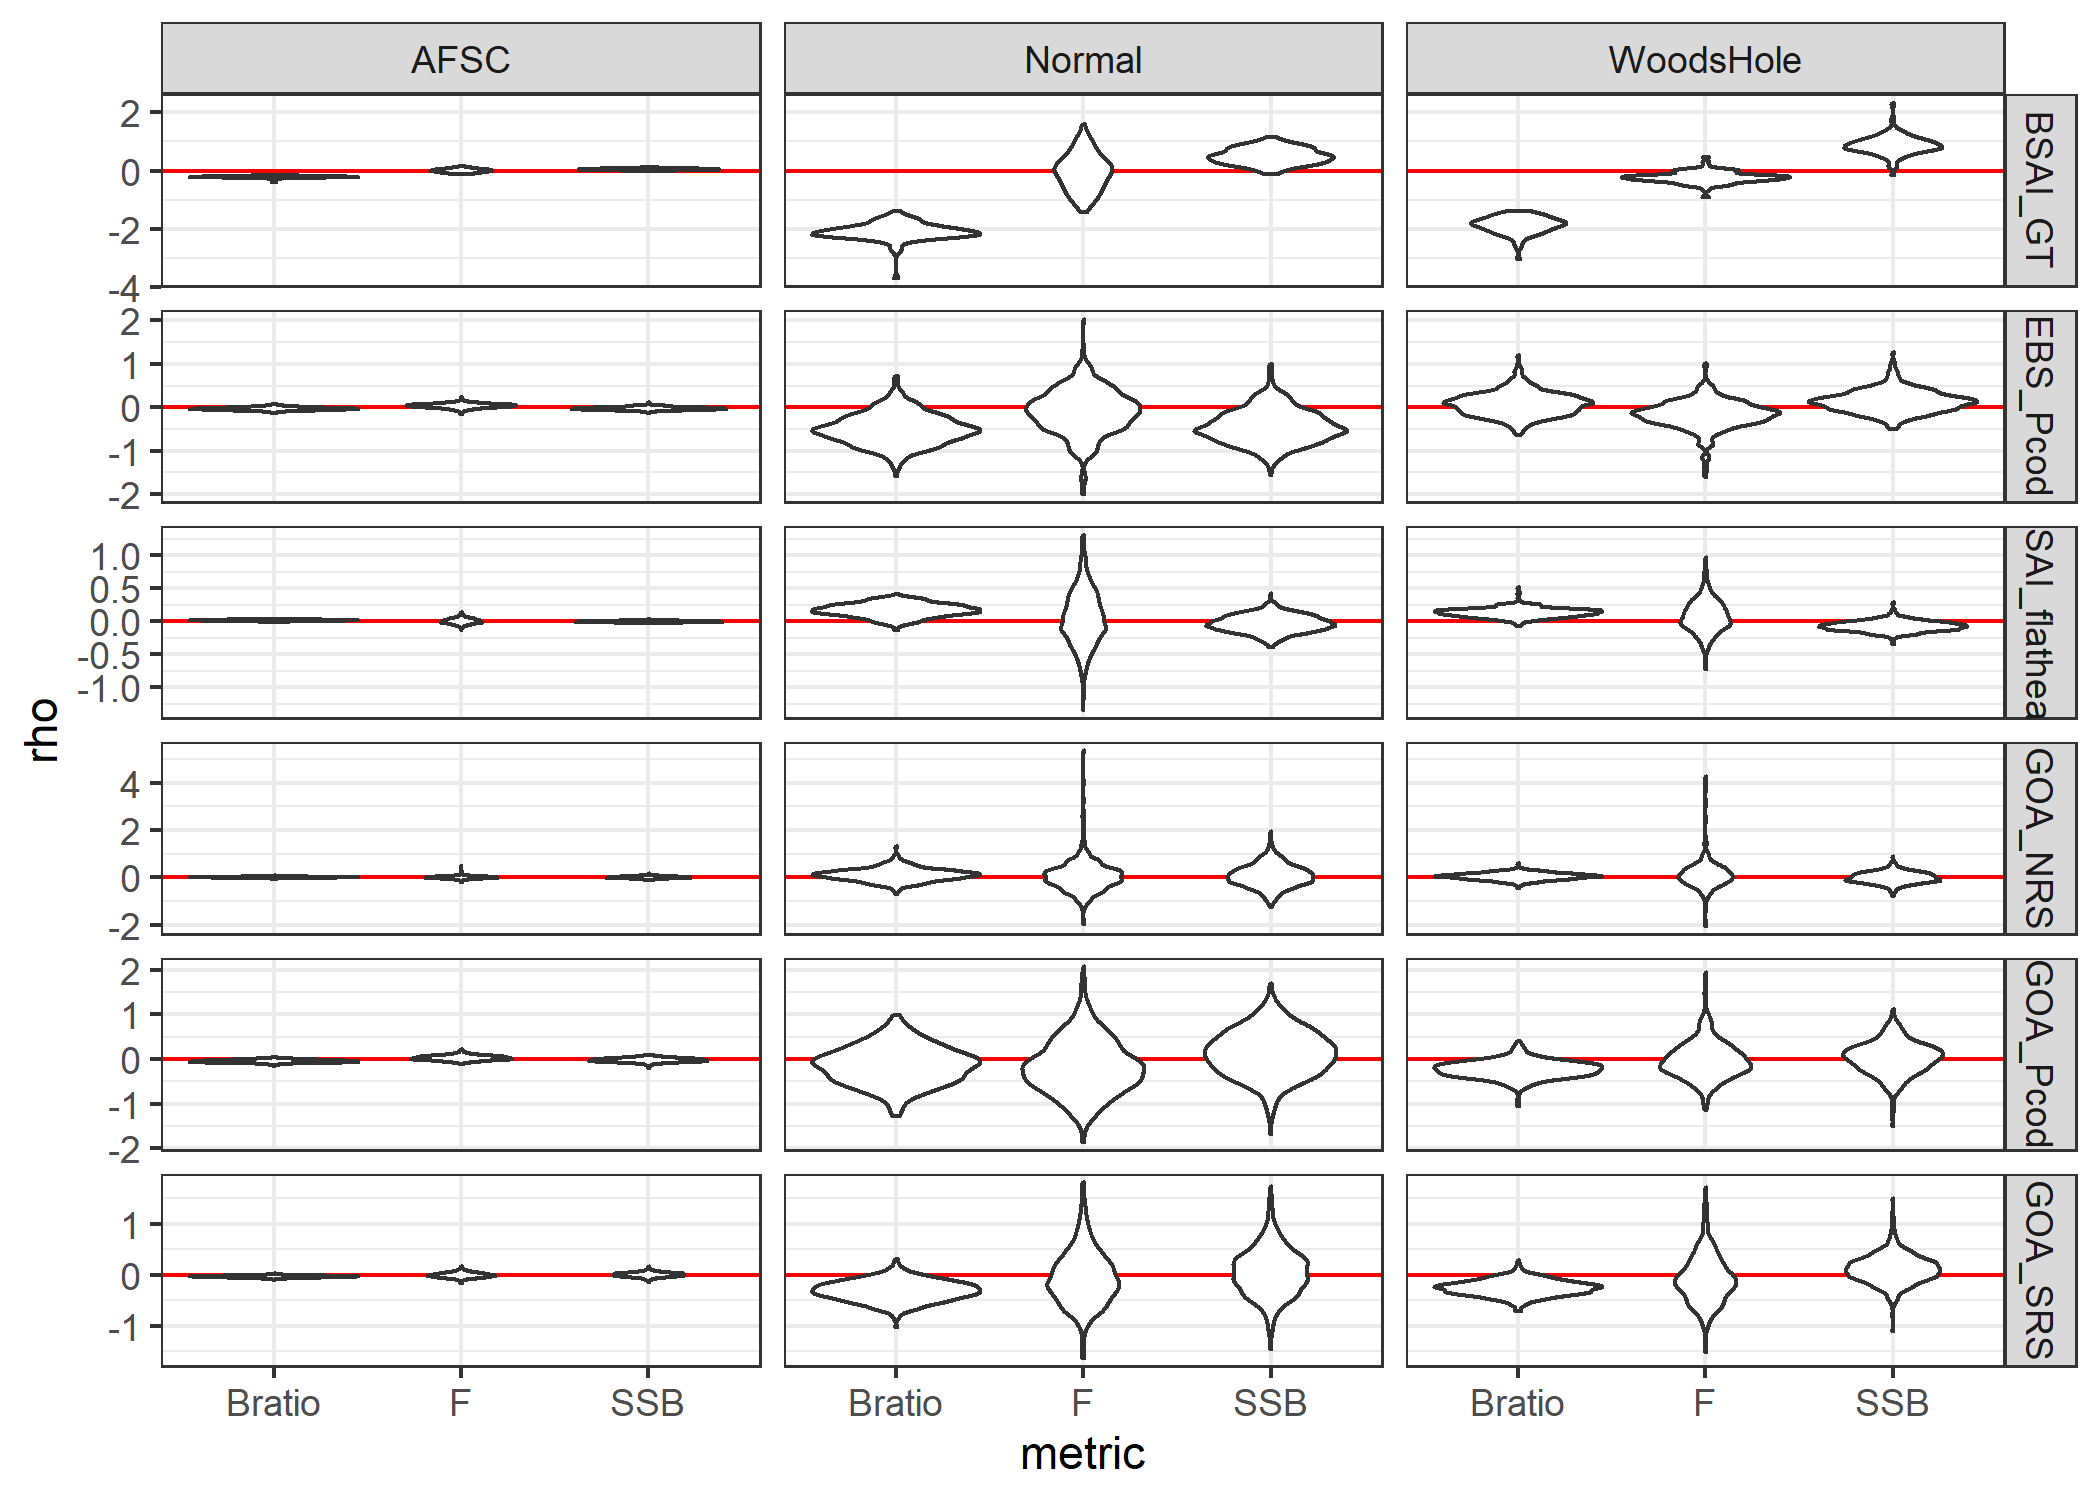 AFSC Normal WoodsHole
2
0
-2
-4
BSAI_GT
2
1
0
-1
-2
EBS_Pcod
1.0
0.5
0.0
-0.5
-1.0
SAI_flathea
rho
4
2
0
-2
GOA_NRS
2
1
0
-1
-2
GOA_Pcod
1
0
-1
GOA_SRS
Bratio F SSB Bratio F SSB Bratio F SSB
metric